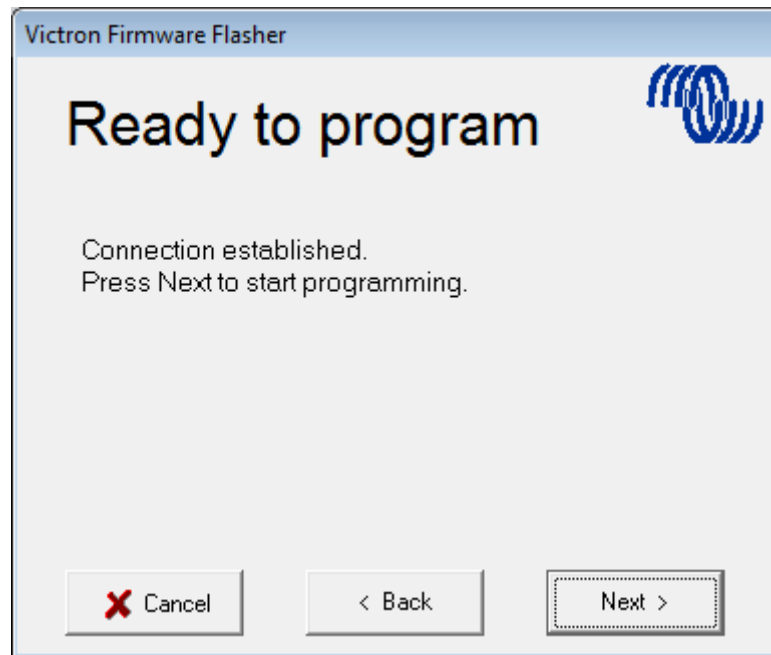 Victron Firmware Flasher
Ready to program
Connection established.
Press Next to start programming.
Cancel
< Back
Next >